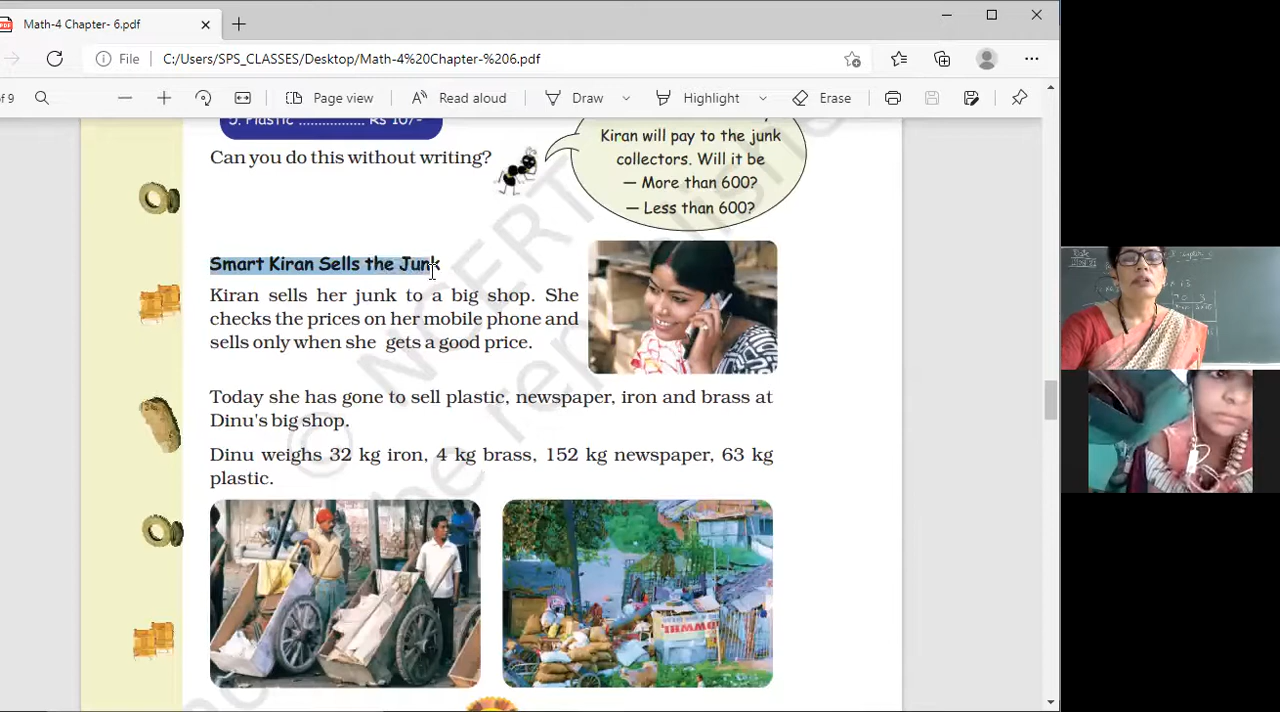 Math-4 Chapter- 6.pdf
File C:/Users/SPS_CLASSES/Desktop/Math-4%20Chapter-%206.pdf
of 9 Page view Read aloud Draw Highlight Erase
5. Plastic ................. Rs 10/-
Can you do this without writing?
Kiran will pay to the junk
collectors. Will it be
— More than 600?
— Less than 600?
Smart Kiran Sells the Junk
Kiran sells her junk to a big shop. She
checks the prices on her mobile phone and
sells only when she gets a good price.
Today she has gone to sell plastic, newspaper, iron and brass at
Dinu's big shop.
Dinu weighs 32 kg iron, 4 kg brass, 152 kg newspaper, 63 kg
plastic.
© NCERT